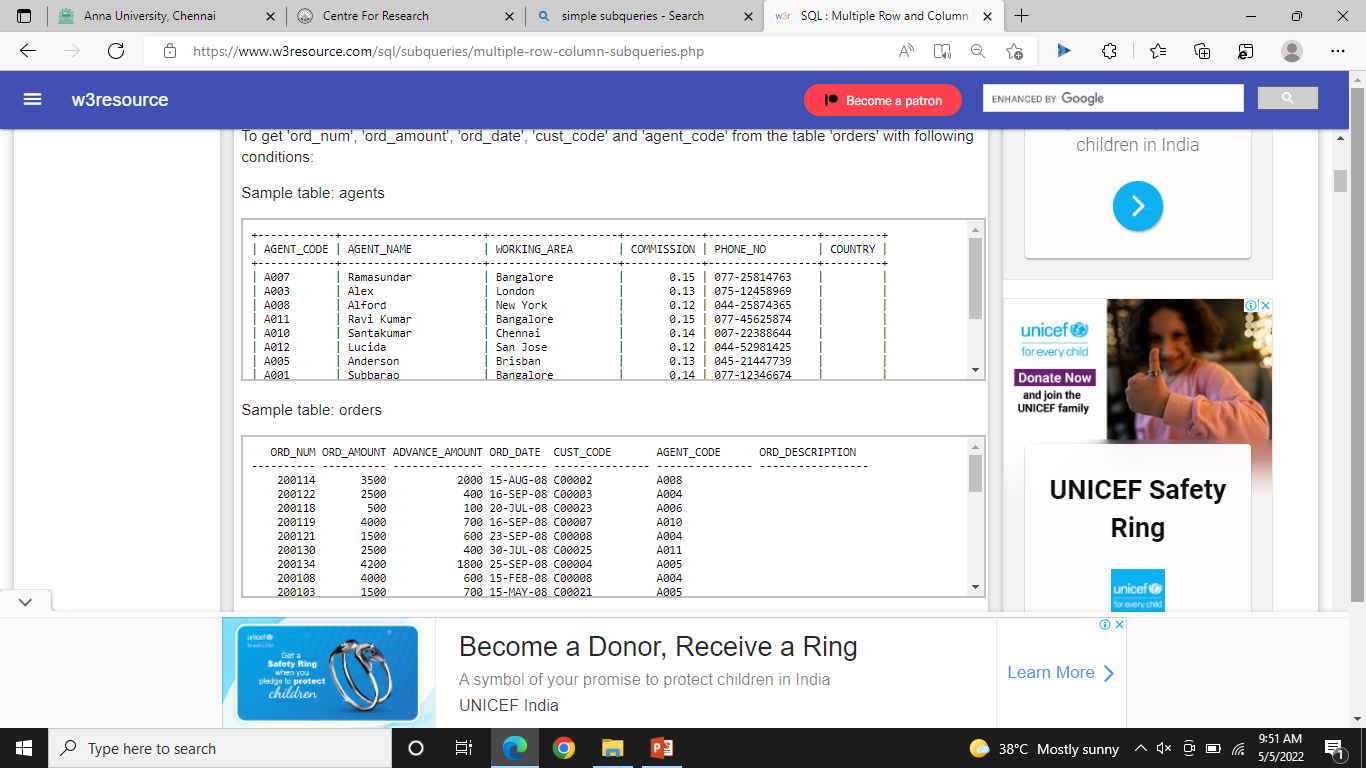 Anna University, Chennai
Centre For Research
simple subqueries - Search
w3r SQL : Multiple Row and Column
https://www.w3resource.com/sql/subqueries/multiple-row-column-subqueries.php
w3resource
Become a patron
ENHANCED BY Google
To get 'ord_num', 'ord_amount', 'ord_date', 'cust_code' and 'agent_code' from the table 'orders' with following
conditions:
Sample table: agents
+------------+----------------------+--------------------+------------+-----------------+---------+
| AGENT_CODE | AGENT_NAME | WORKING_AREA | COMMISSION | PHONE_NO | COUNTRY |
+------------+----------------------+--------------------+------------+-----------------+---------+
| A007 | Ramasundar | Bangalore | 0.15 | 077-25814763 | |
| A003 | Alex | London | 0.13 | 075-12458969 | |
| A008 | Alford | New York | 0.12 | 044-25874365 | |
| A011 | Ravi Kumar | Bangalore | 0.15 | 077-45625874 | |
| A010 | Santakumar | Chennai | 0.14 | 007-22388644 | |
| A012 | Lucida | San Jose | 0.12 | 044-52981425 | |
| A005 | Anderson | Brisban | 0.13 | 045-21447739 | |
| A001 | Subbarao | Bangalore | 0.14 | 077-12346674 | |
Sample table: orders
ORD_NUM ORD_AMOUNT ADVANCE_AMOUNT ORD_DATE CUST_CODE AGENT_CODE ORD_DESCRIPTION
---------- ---------- -------------- --------- --------------- --------------- -----------------
200114 3500 2000 15-AUG-08 C00002 A008
200122 2500 400 16-SEP-08 C00003 A004
200118 500 100 20-JUL-08 C00023 A006
200119 4000 700 16-SEP-08 C00007 A010
200121 1500 600 23-SEP-08 C00008 A004
200130 2500 400 30-JUL-08 C00025 A011
200134 4200 1800 25-SEP-08 C00004 A005
200108 4000 600 15-FEB-08 C00008 A004
200103 1500 700 15-MAY-08 C00021 A005
children in India
unicef
for every child
Donate Now
and join the
UNICEF family
UNICEF Safety
Ring
unicef
for every child
unicef
Get a
Safety Ring
when you
pledge to protect
children
Become a Donor, Receive a Ring
A symbol of your promise to protect children in India
UNICEF India
Learn More
Type here to search
38°C Mostly sunny
9:51 AM
5/5/2022
1